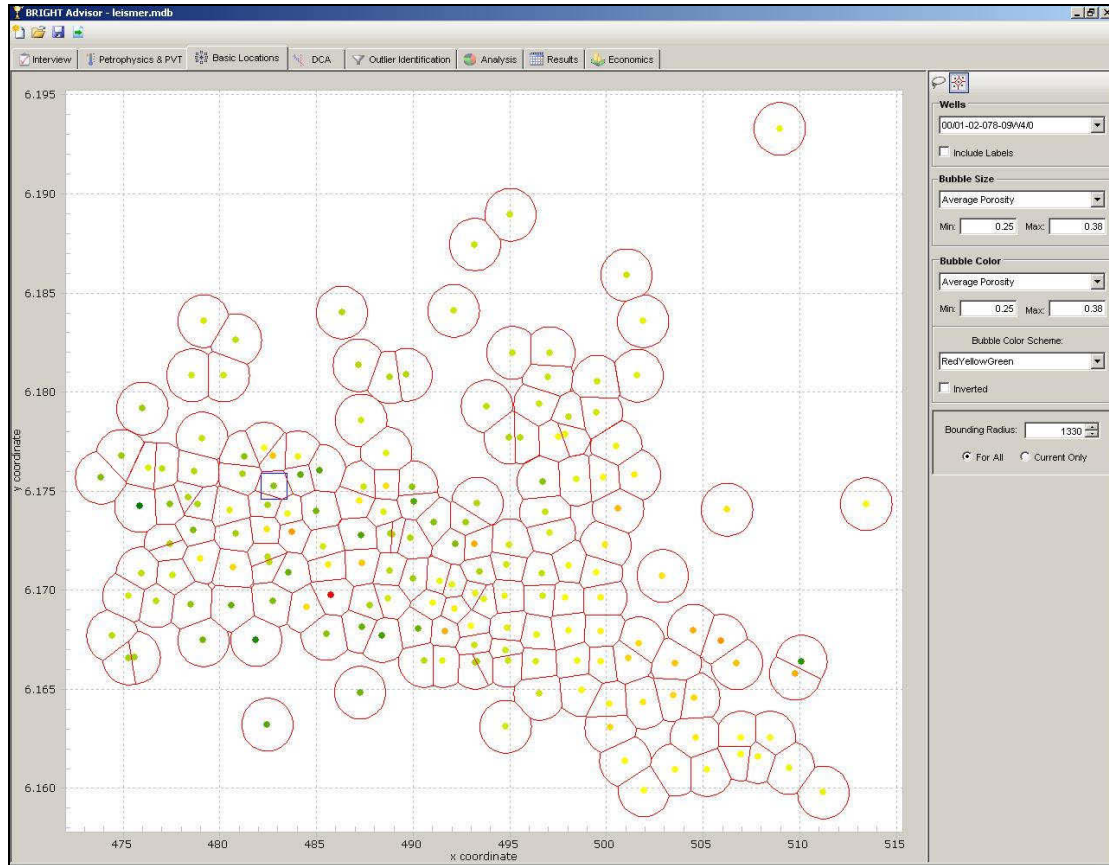 BRIGHT Advisor - leismer.mdb
Interview Petrophysics & PVT Basic Locations DCA Outlier Identification Analysis Results Economics
6.195
6.190
6.185
6.180
6.175
6.170
6.165
6.160
y coordinate
475 480 485 490 495 500 505 510 515
x coordinate
Wells
00/01-02-078-09W4/0
Include Labels
Bubble Size
Average Porosity
Min: 0.25 Max: 0.38
Bubble Color
Average Porosity
Min: 0.25 Max: 0.38
Bubble Color Scheme:
RedYellowGreen
Inverted
Bounding Radius: 1330
For All Current Only